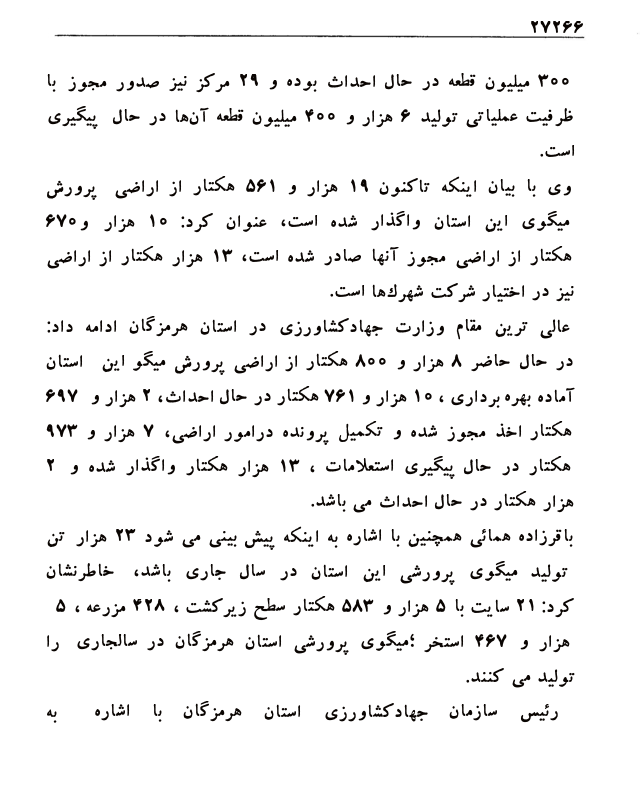 ۲۷۲۶۶
۳۰۰ میلیون قطعه در حال احداث بوده و ۲۹ مرکز نیز صدور مجوز با
ظرفیت عملیاتی تولید ۶ هزار و ۴۰۰ میلیون قطعه آن‌ها در حال پیگیری
است.
وی با بیان اینکه تاکنون ۱۹ هزار و ۵۶۱ هکتار از اراضی پرورش
میگوی این استان واگذار شده است، عنوان کرد: ۱۰ هزار و۶۷۰
هکتار از اراضی مجوز آنها صادر شده است، ۱۳ هزار هکتار از اراضی
نیز در اختیار شرکت شهرک‌ها است.
عالی ترین مقام وزارت جهادکشاورزی در استان هرمزگان ادامه داد:
در حال حاضر ۸ هزار و ۸۰۰ هکتار از اراضی پرورش میگو این استان
آماده بهره برداری ، ۱۰ هزار و ۷۶۱ هکتار در حال احداث، ۲ هزار و ۶۹۷
هکتار اخذ مجوز شده و تکمیل پرونده درامور اراضی، ۷ هزار و ۹۷۳
هکتار در حال پیگیری استعلامات ، ۱۳ هزار هکتار واگذار شده و ۲
هزار هکتار در حال احداث می باشد.
باقرزاده همائی همچنین با اشاره به اینکه پیش بینی می شود ۲۳ هزار تن
تولید میگوی پرورشی این استان در سال جاری باشد، خاطرنشان
کرد: ۲۱ سایت با ۵ هزار و ۵۸۳ هکتار سطح زیرکشت ، ۴۲۸ مزرعه ، ۵
هزار و ۴۶۷ استخر ؛میگوی پرورشی استان هرمزگان در سالجاری را
تولید می کنند.
رئیس سازمان جهادکشاورزی استان هرمزگان با اشاره به